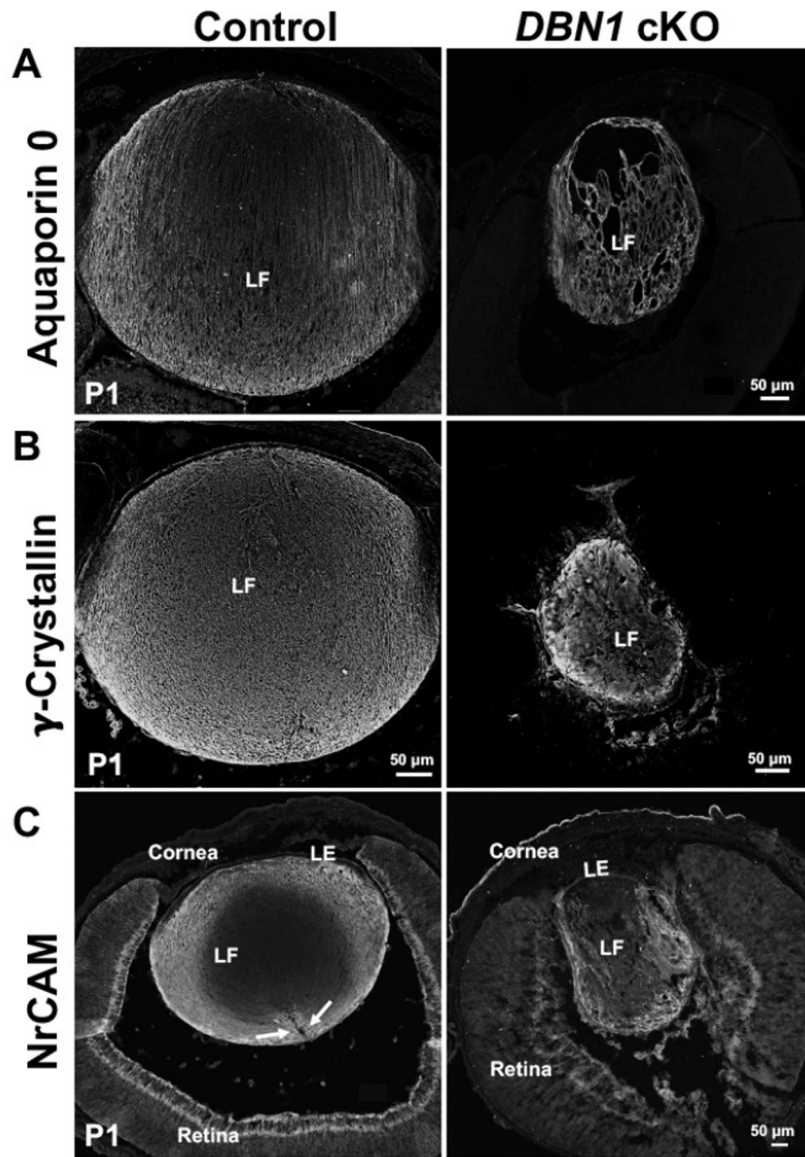 Control
DBN1 cKO
A
Aquaporin 0
LF
P1
LF
50 µm
B
γ-Crystallin
LF
P1
50 µm
LF
50 µm
C
NrCAM
Cornea
LE
LF
Retina
P1
Cornea
LE
LF
Retina
50 µm